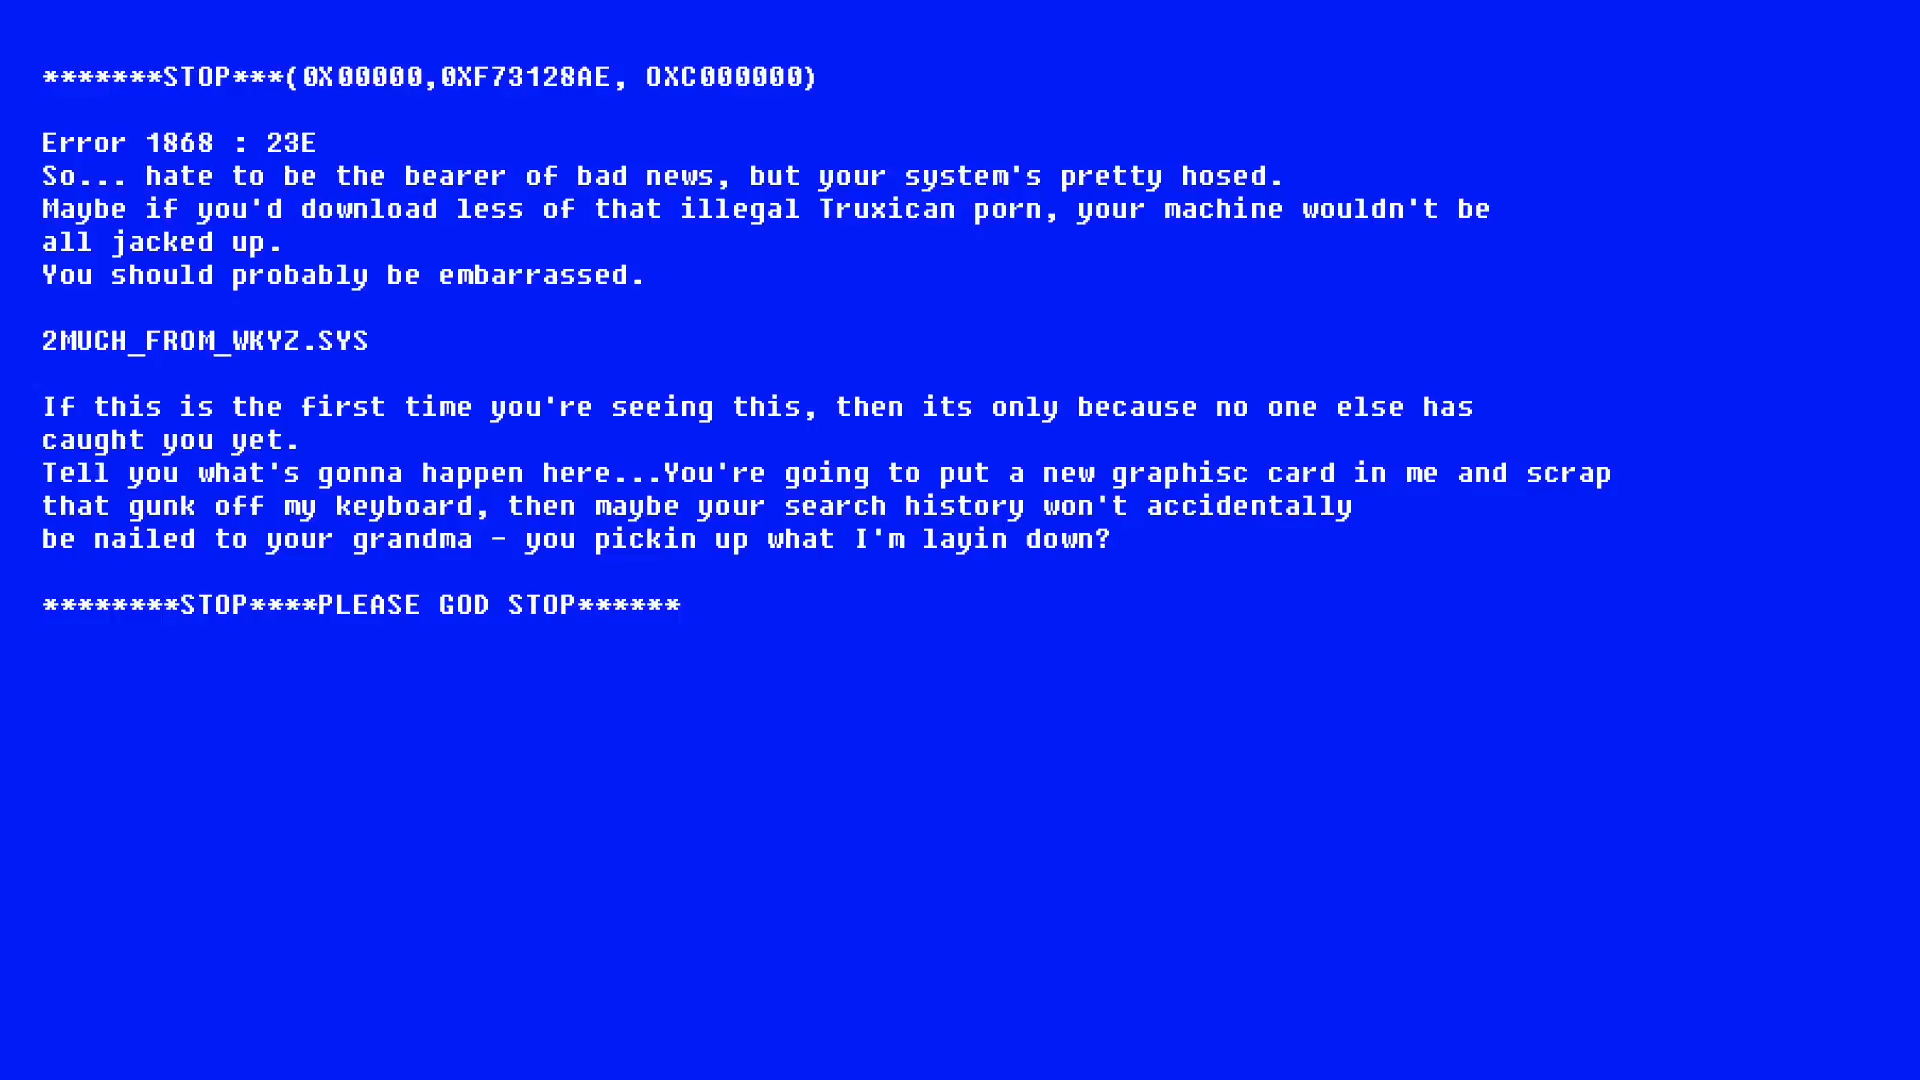 *******STOP***(0X00000,0XF73128AE, OXC000000)
Error 1868 : 23E
So... hate to be the bearer of bad news, but your system's pretty hosed.
Maybe if you'd download less of that illegal Truxican porn, your machine wouldn't be
all jacked up.
You should probably be embarrassed.
2MUCH_FROM_WKYZ.SYS
If this is the first time you're seeing this, then its only because no one else has
caught you yet.
Tell you what's gonna happen here...You're going to put a new graphisc card in me and scrap
that gunk off my keyboard, then maybe your search history won't accidentally
be nailed to your grandma - you pickin up what I'm layin down?
********STOP****PLEASE GOD STOP******